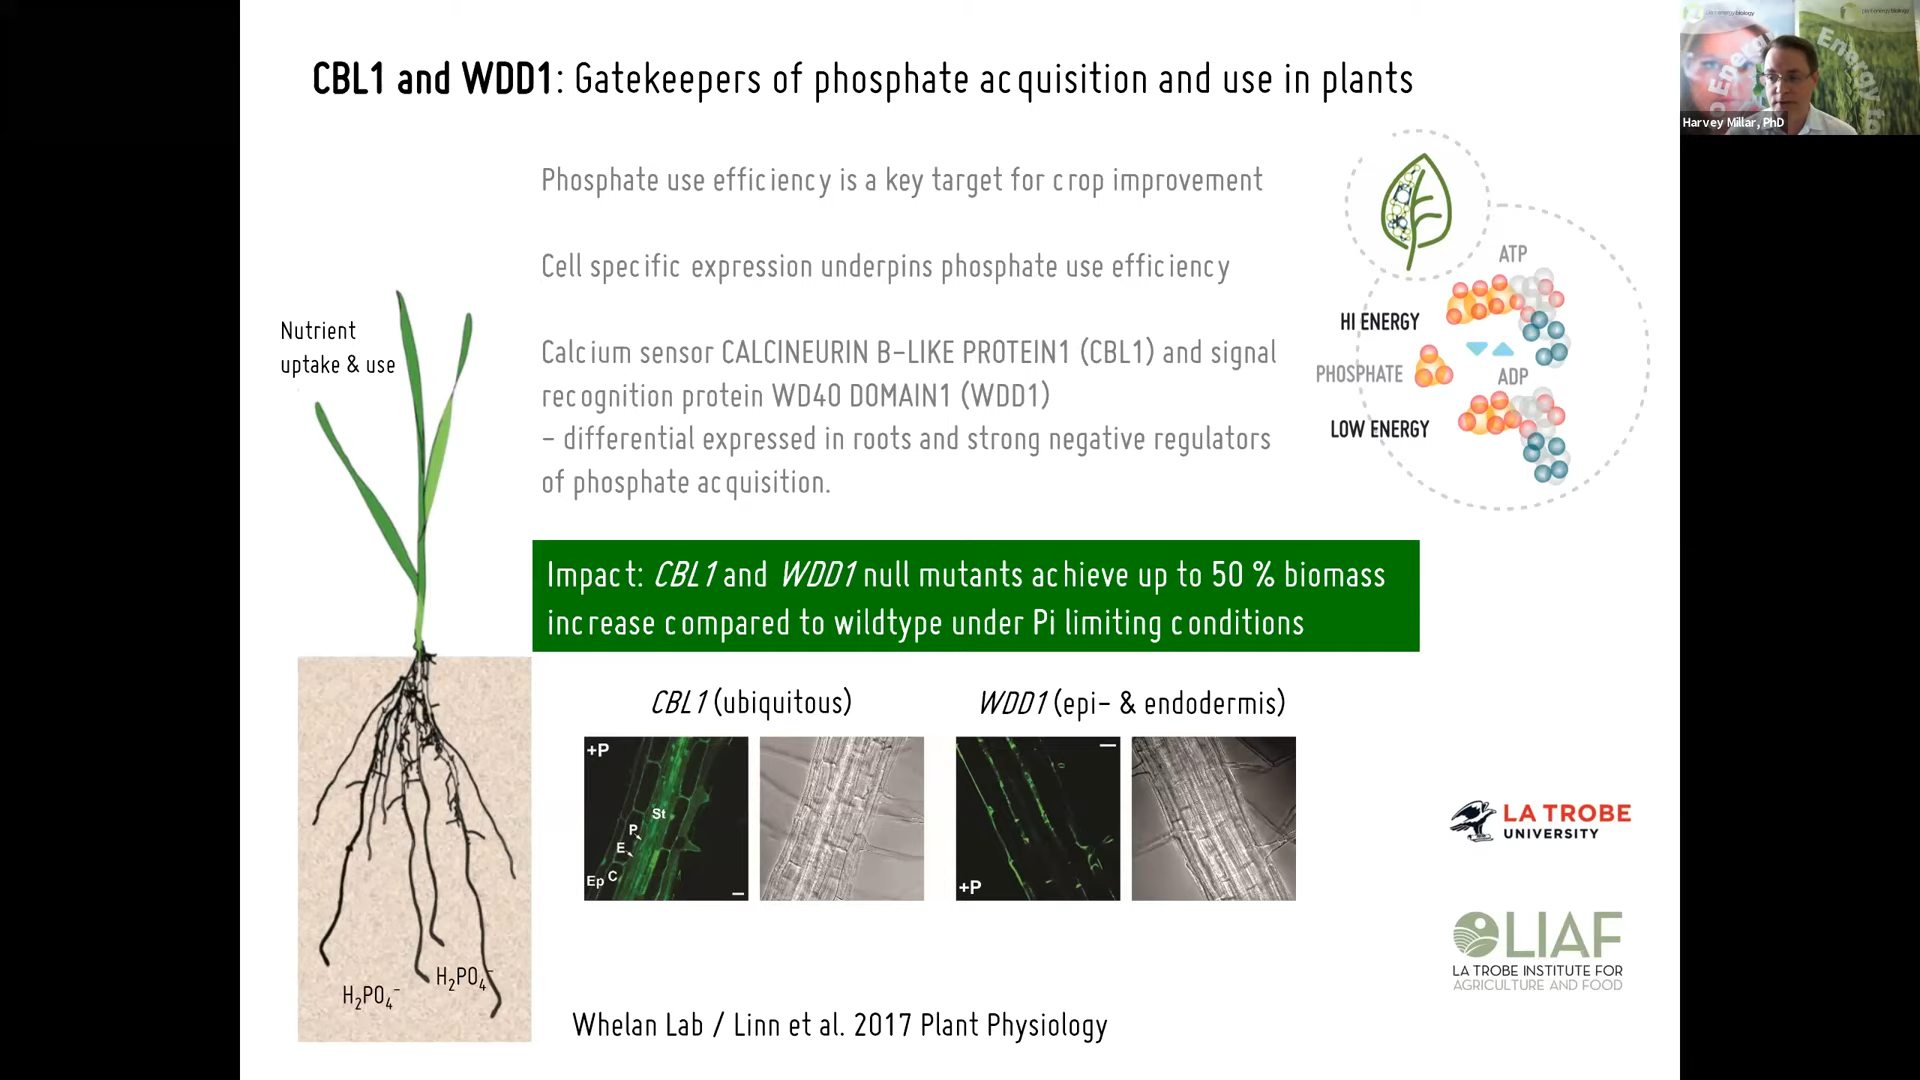 CBL1 and WDD1: Gatekeepers of phosphate acquisition and use in plants
Harvey Millar, PhD
Phosphate use efficiency is a key target for crop improvement
Cell specific expression underpins phosphate use efficiency
Calcium sensor CALCINEURIN B-LIKE PROTEIN1 (CBL1) and signal
recognition protein WD40 DOMAIN1 (WDD1)
- differential expressed in roots and strong negative regulators
of phosphate acquisition.
Nutrient
uptake & use
ATP
HI ENERGY
PHOSPHATE
ADP
LOW ENERGY
Impact: CBL1 and WDD1 null mutants achieve up to 50 % biomass
increase compared to wildtype under Pi limiting conditions
CBL1 (ubiquitous)
WDD1 (epi- & endodermis)
+P
St
P
E
Ep C
+P
LA TROBE
UNIVERSITY
LIAF
LA TROBE INSTITUTE FOR
AGRICULTURE AND FOOD
H₂PO₄⁻
H₂PO₄⁻
Whelan Lab / Linn et al. 2017 Plant Physiology